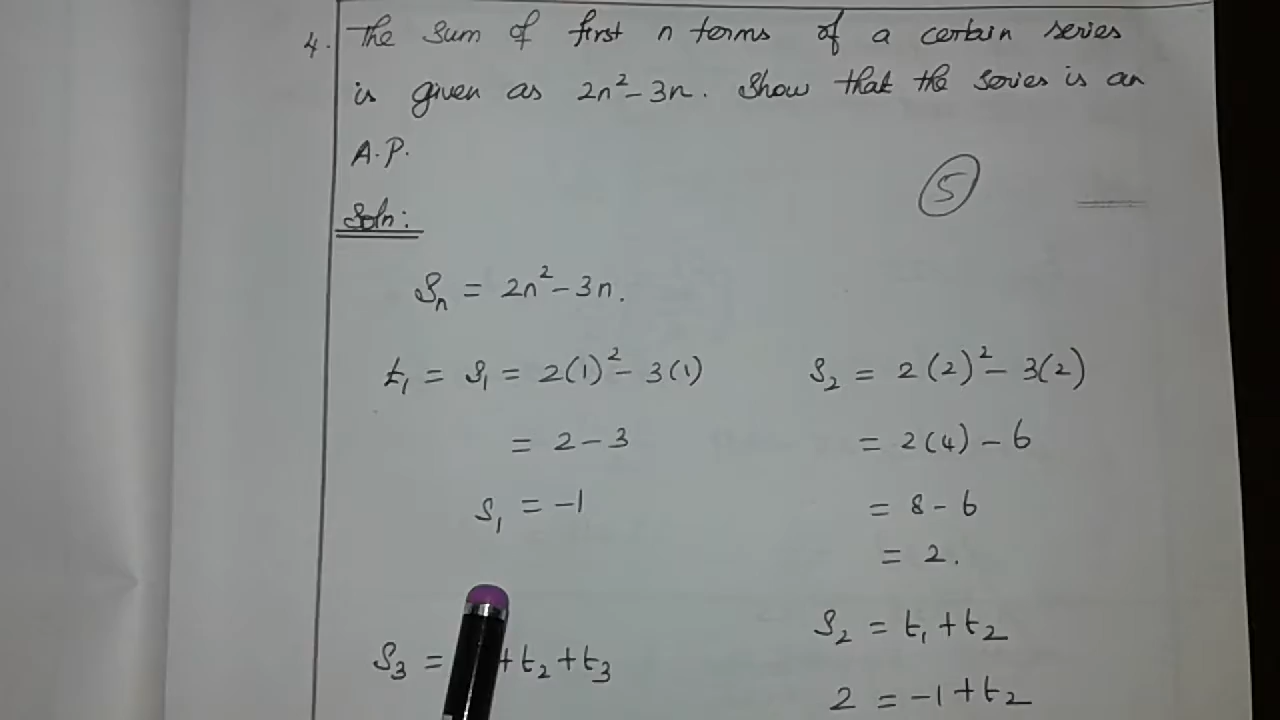 4. The sum of first n terms of a certain series
is given as 2n² - 3n. Show that the series is an
A.P.
5
Soln:
Sₙ = 2n² - 3n.
t₁ = S₁ = 2(1)² - 3(1)
= 2 - 3
S₁ = -1
S₂ = 2(2)² - 3(2)
= 2(4) - 6
= 8 - 6
= 2.
S₃ = + t₂ + t₃
S₂ = t₁ + t₂
2 = -1 + t₂